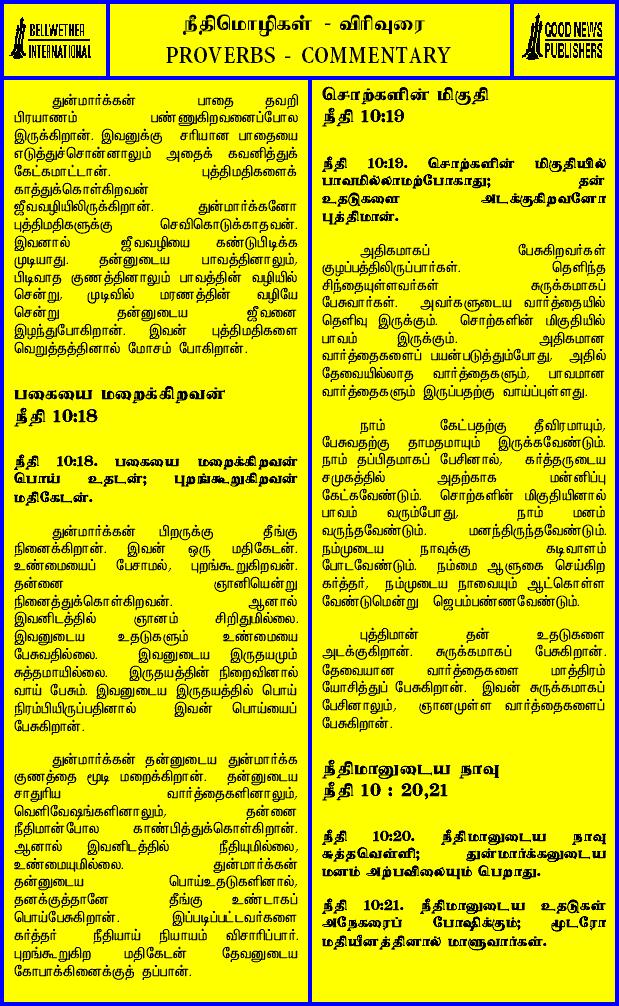 BELLWETHER
INTERNATIONAL
நீதிமொழிகள் - விரிவுரை
PROVERBS - COMMENTARY
GOOD NEWS
PUBLISHERS
துன்மார்க்கன் பாதை தவறி
பிரயாணம் பண்ணுகிறவனைப்போல
இருக்கிறான். இவனுக்கு சரியான பாதையை
எடுத்துச்சொன்னாலும் அதைக் கவனித்துக்
கேட்கமாட்டான். புத்திமதிகளைக்
காத்துக்கொள்கிறவன்
ஜீவவழியிலிருக்கிறான். துன்மார்க்கனோ
புத்திமதிகளுக்கு செவிகொடுக்காதவன்.
இவனால் ஜீவவழியை கண்டுபிடிக்க
முடியாது. தன்னுடைய பாவத்தினாலும்,
பிடிவாத குணத்தினாலும் பாவத்தின் வழியில்
சென்று, முடிவில் மரணத்தின் வழியே
சென்று தன்னுடைய ஜீவனை
இழந்துபோகிறான். இவன் புத்திமதிகளை
வெறுத்தத்தினால் மோசம் போகிறான்.
பகையை மறைக்கிறவன்
நீதி 10:18
நீதி 10:18. பகையை மறைக்கிறவன்
பொய் உதடன்; புறங்கூறுகிறவன்
மதிகேடன்.
துன்மார்க்கன் பிறருக்கு தீங்கு
நினைக்கிறான். இவன் ஒரு மதிகேடன்.
உண்மையைப் பேசாமல், புறங்கூறுகிறவன்.
தன்னை ஞானியென்று
நினைத்துக்கொள்கிறவன். ஆனால்
இவனிடத்தில் ஞானம் சிறிதுமில்லை.
இவனுடைய உதடுகளும் உண்மையை
பேசுவதில்லை. இவனுடைய இருதயமும்
சுத்தமாயில்லை. இருதயத்தின் நிறைவினால்
வாய் பேசும். இவனுடைய இருதயத்தில் பொய்
நிரம்பியிருப்பதினால் இவன் பொய்யைப்
பேசுகிறான்.
துன்மார்க்கன் தன்னுடைய துன்மார்க்க
குணத்தை மூடி மறைக்கிறான். தன்னுடைய
சாதுரிய வார்த்தைகளினாலும்,
வெளிவேஷங்களினாலும், தன்னை
நீதிமான்போல காண்பித்துக்கொள்கிறான்.
ஆனால் இவனிடத்தில் நீதியுமில்லை,
உண்மையுமில்லை. துன்மார்க்கன்
தன்னுடைய பொய்உதடுகளினால்,
தனக்குத்தானே தீங்கு உண்டாகப்
பொய்பேசுகிறான். இப்படிப்பட்டவர்களை
கர்த்தர் நீதியாய் நியாயம் விசாரிப்பார்.
புறங்கூறுகிற மதிகேடன் தேவனுடைய
கோபாக்கினைக்குத் தப்பான்.
சொற்களின் மிகுதி
நீதி 10:19
நீதி 10:19. சொற்களின் மிகுதியில்
பாவமில்லாமற்போகாது; தன்
உதடுகளை அடக்குகிறவனோ
புத்திமான்.
அதிகமாகப் பேசுகிறவர்கள்
குழப்பத்திலிருப்பார்கள். தெளிந்த
சிந்தையுள்ளவர்கள் சுருக்கமாகப்
பேசுவார்கள். அவர்களுடைய வார்த்தையில்
தெளிவு இருக்கும். சொற்களின் மிகுதியில்
பாவம் இருக்கும். அதிகமான
வார்த்தைகளைப் பயன்படுத்தும்போது, அதில்
தேவையில்லாத வார்த்தைகளும், பாவமான
வார்த்தைகளும் இருப்பதற்கு வாய்ப்புள்ளது.
நாம் கேட்பதற்கு தீவிரமாயும்,
பேசுவதற்கு தாமதமாயும் இருக்கவேண்டும்.
நாம் தப்பிதமாகப் பேசினால், கர்த்தருடைய
சமுகத்தில் அதற்காக மன்னிப்பு
கேட்கவேண்டும். சொற்களின் மிகுதியினால்
பாவம் வரும்போது, நாம் மனம்
வருந்தவேண்டும். மனந்திருந்தவேண்டும்.
நம்முடைய நாவுக்கு கடிவாளம்
போடவேண்டும். நம்மை ஆளுகை செய்கிற
கர்த்தர், நம்முடைய நாவையும் ஆட்கொள்ள
வேண்டுமென்று ஜெபம்பண்ணவேண்டும்.
புத்திமான் தன் உதடுகளை
அடக்குகிறான். சுருக்கமாகப் பேசுகிறான்.
தேவையான வார்த்தைகளை மாத்திரம்
யோசித்துப் பேசுகிறான். இவன் சுருக்கமாகப்
பேசினாலும், ஞானமுள்ள வார்த்தைகளைப்
பேசுகிறான்.
நீதிமானுடைய நாவு
நீதி 10 : 20,21
நீதி 10:20. நீதிமானுடைய நாவு
சுத்தவெள்ளி; துன்மார்க்கனுடைய
மனம் அற்பவிலையும் பெறாது.
நீதி 10:21. நீதிமானுடைய உதடுகள்
அநேகரைப் போஷிக்கும்; மூடரோ
மதியீனத்தினால் மாளுவார்கள்.